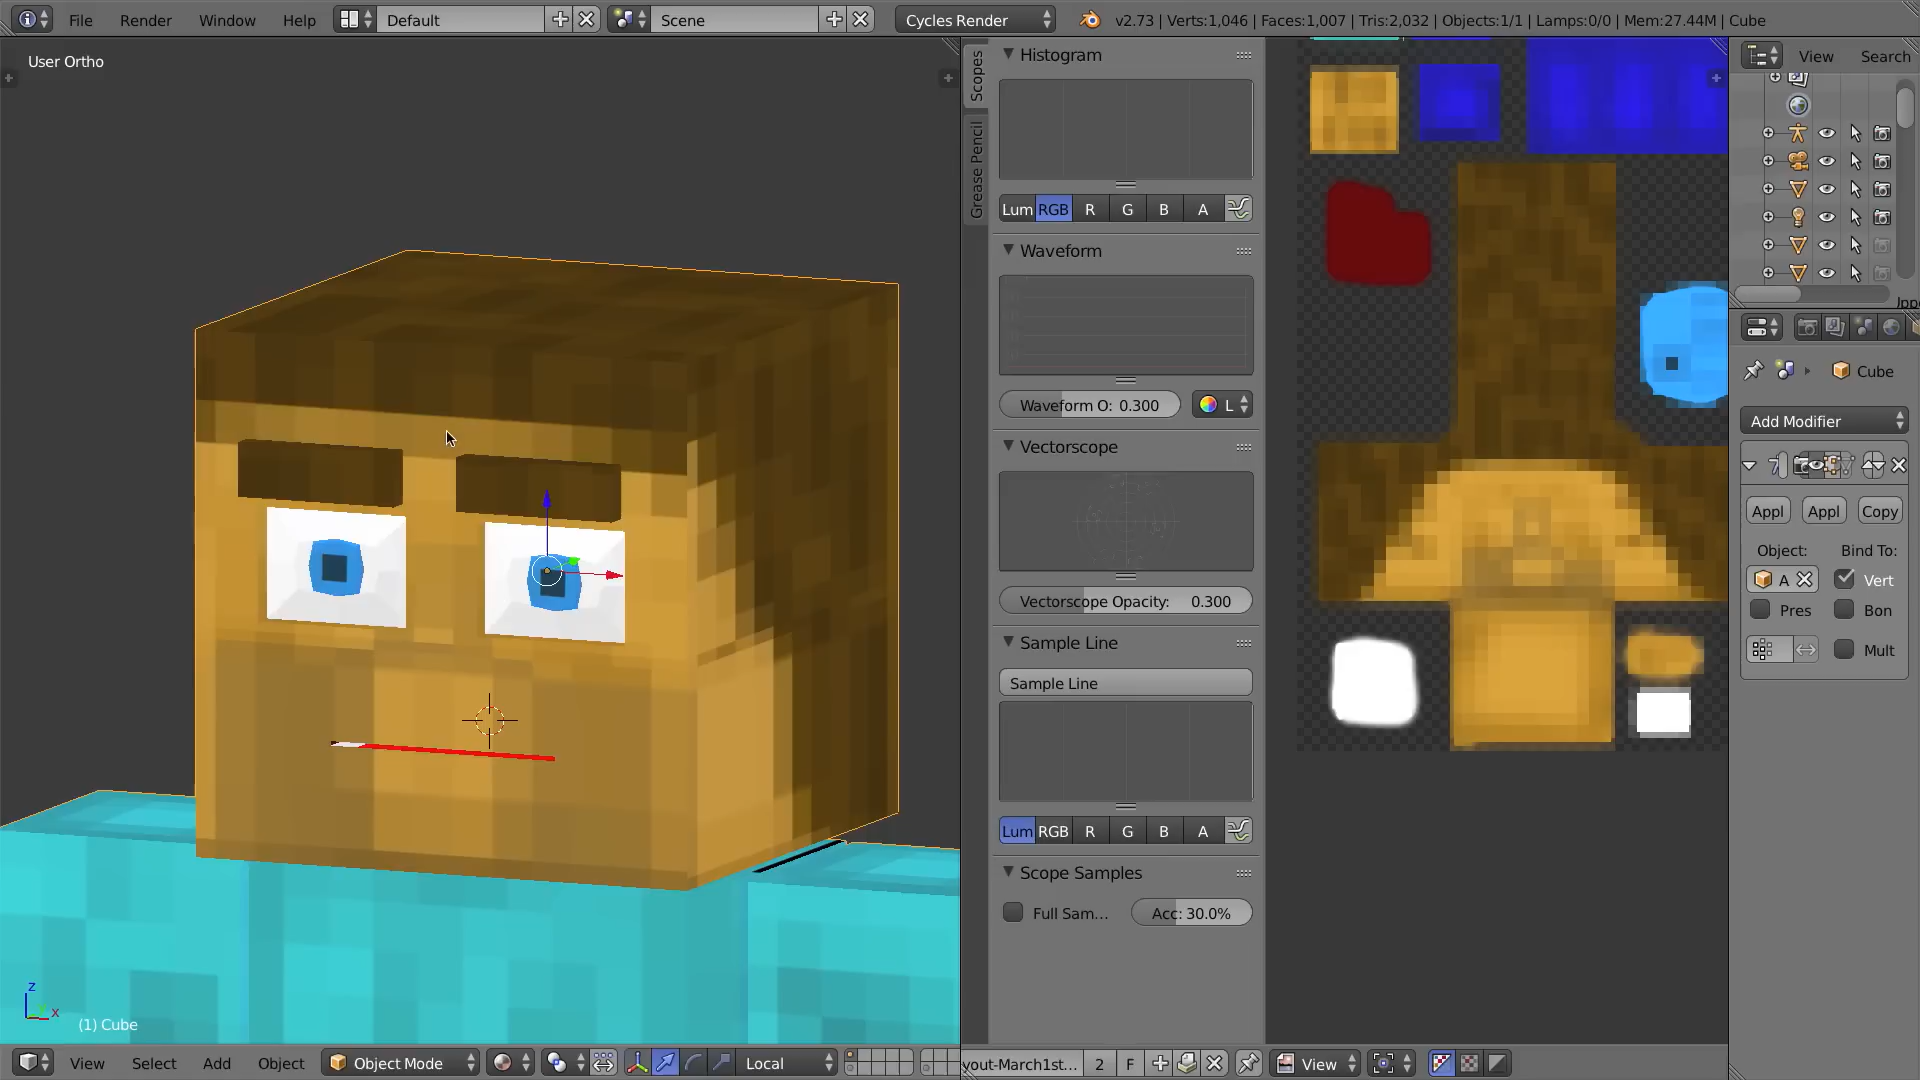 File Render Window Help Default Scene Cycles Render v2.73 | Verts:1,046 | Faces:1,007 | Tris:2,032 | Objects:1/1 | Lamps:0/0 | Mem:27.44M | Cube
User Ortho
Scopes
Grease Pencil
Histogram
Lum RGB R G B A
Waveform
Waveform O: 0.300 L
Vectorscope
Vectorscope Opacity: 0.300
Sample Line
Sample Line
Lum RGB R G B A
Scope Samples
Full Sam... Acc: 30.0%
View Search
Cube
Add Modifier
Appl Appl Copy
Object: Bind To:
A Vert
Pres Bon
Mult
z
x
(1) Cube
View Select Add Object Object Mode Local
yout-March1st... 2 F View